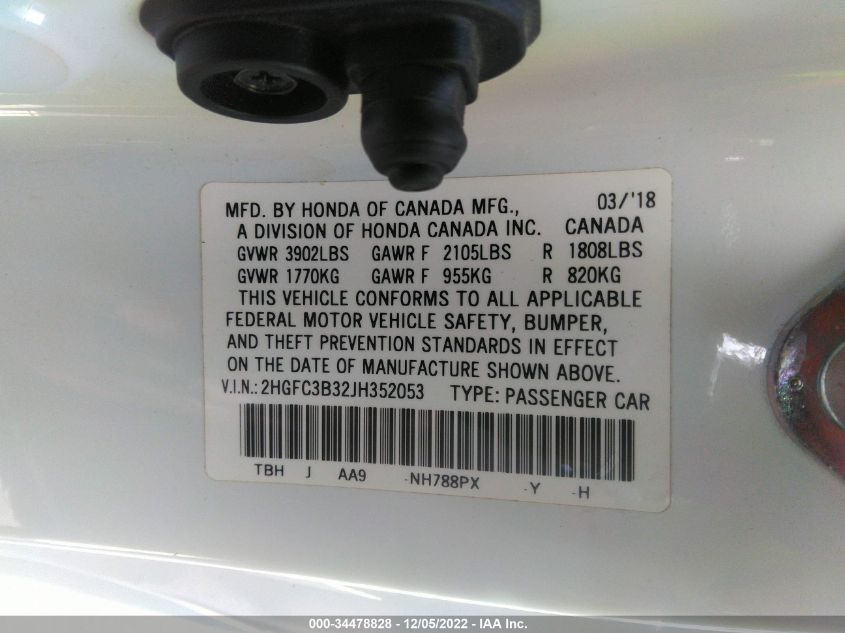 MFD. BY HONDA OF CANADA MFG., 03/'18
A DIVISION OF HONDA CANADA INC. CANADA
GVWR 3902LBS GAWR F 2105LBS R 1808LBS
GVWR 1770KG GAWR F 955KG R 820KG
THIS VEHICLE CONFORMS TO ALL APPLICABLE
FEDERAL MOTOR VEHICLE SAFETY, BUMPER,
AND THEFT PREVENTION STANDARDS IN EFFECT
ON THE DATE OF MANUFACTURE SHOWN ABOVE.
V.I.N.: 2HGFC3B32JH352053 TYPE: PASSENGER CAR
TBH J AA9 -NH788PX -Y -H
000-34478828 - 12/05/2022 - IAA Inc.